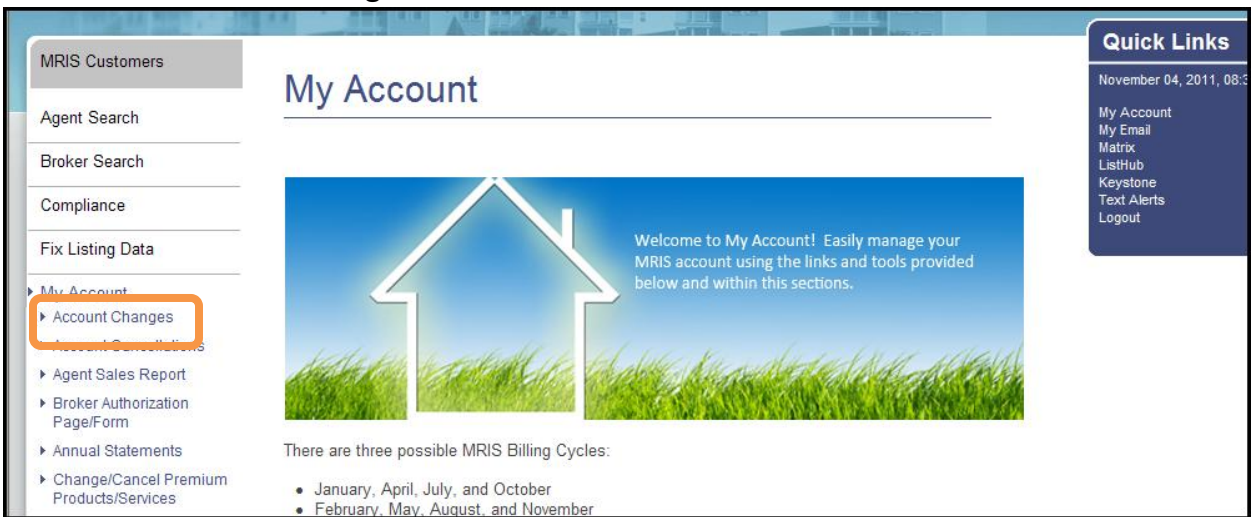 MRIS Customers
Agent Search
Broker Search
Compliance
Fix Listing Data
My Account
Account Changes
Account Cancellations
Agent Sales Report
Broker Authorization
Page/Form
Annual Statements
Change/Cancel Premium
Products/Services
My Account
Welcome to My Account! Easily manage your
MRIS account using the links and tools provided
below and within this sections.
There are three possible MRIS Billing Cycles:
• January, April, July, and October
• February, May, August, and November
Quick Links
November 04, 2011, 08:3
My Account
My Email
Matrix
ListHub
Keystone
Text Alerts
Logout